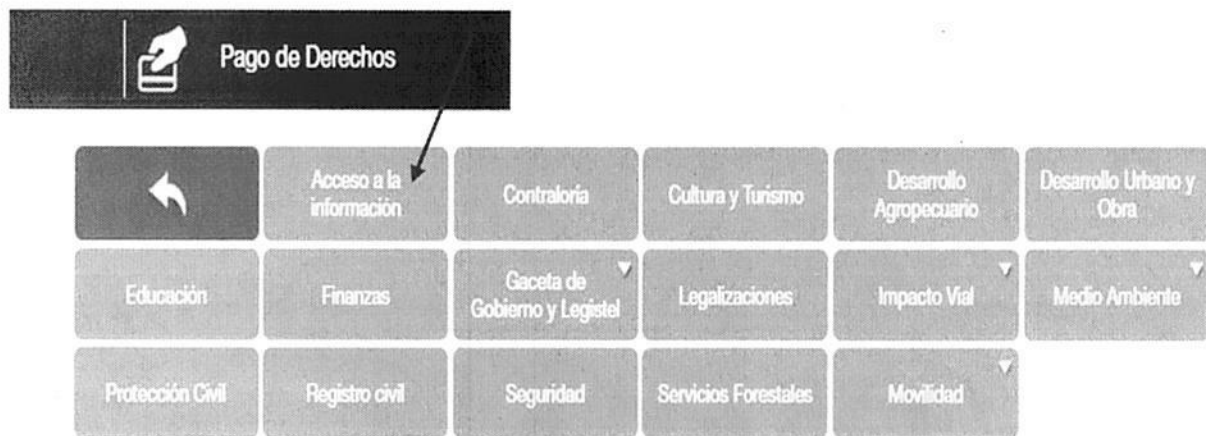 Pago de Derechos
Acceso a la
información
Contraloría
Cultura y Turismo
Desarrollo
Agropecuario
Desarrollo Urbano y
Obra
Educación
Finanzas
Gaceta de
Gobierno y Legistel
Legalizaciones
Impacto Vial
Medio Ambiente
Protección Civil
Registro civil
Seguridad
Servicios Forestales
Movilidad